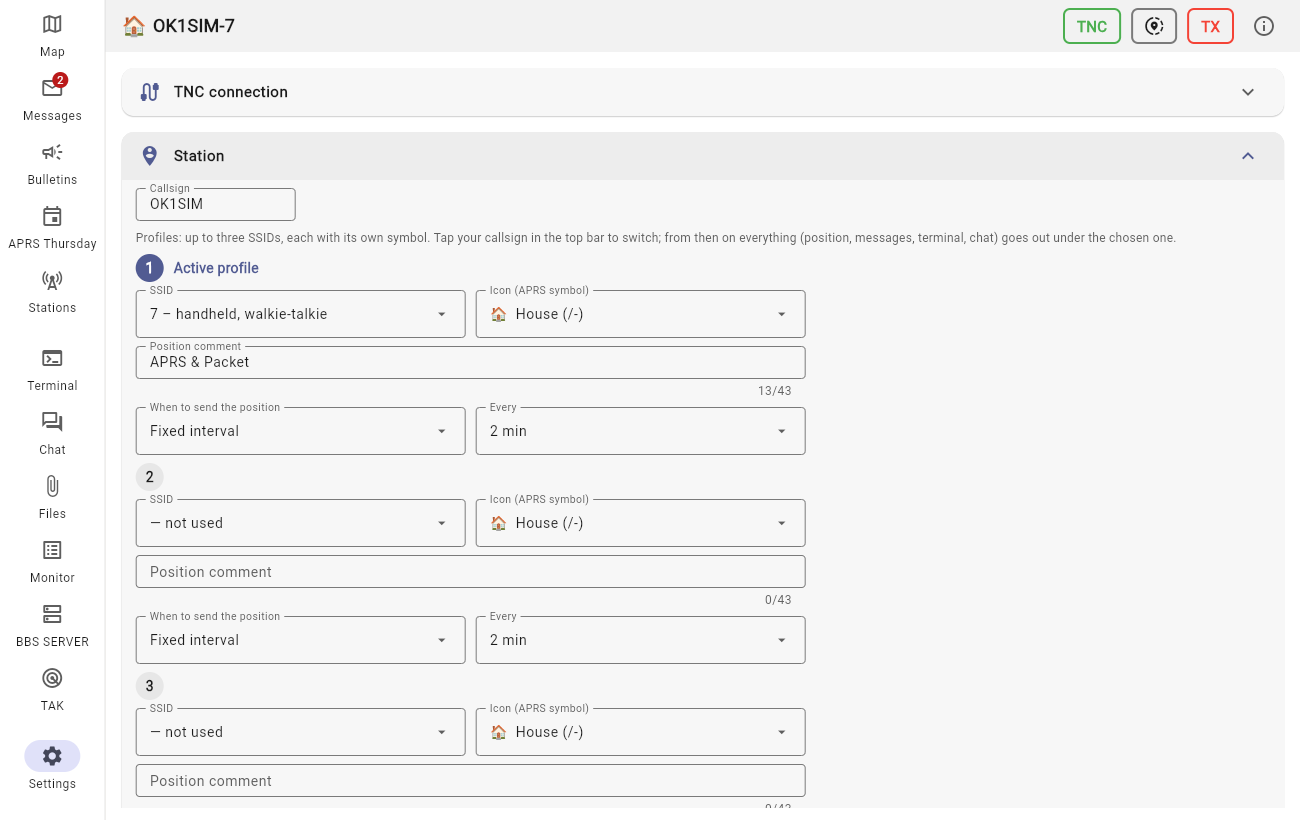 OK1SIM-7
TNC
TX
Map
2
Messages
Bulletins
APRS Thursday
Stations
Terminal
Chat
Files
Monitor
BBS SERVER
TAK
Settings
TNC connection
Station
Callsign
OK1SIM
Profiles: up to three SSIDs, each with its own symbol. Tap your callsign in the top bar to switch; from then on everything (position, messages, terminal, chat) goes out under the chosen one.
1 Active profile
SSID Icon (APRS symbol)
7 – handheld, walkie-talkie House (/-)
Position comment
APRS & Packet
13/43
When to send the position Every
Fixed interval 2 min
2
SSID Icon (APRS symbol)
— not used House (/-)
Position comment
0/43
When to send the position Every
Fixed interval 2 min
3
SSID Icon (APRS symbol)
— not used House (/-)
Position comment
0/43